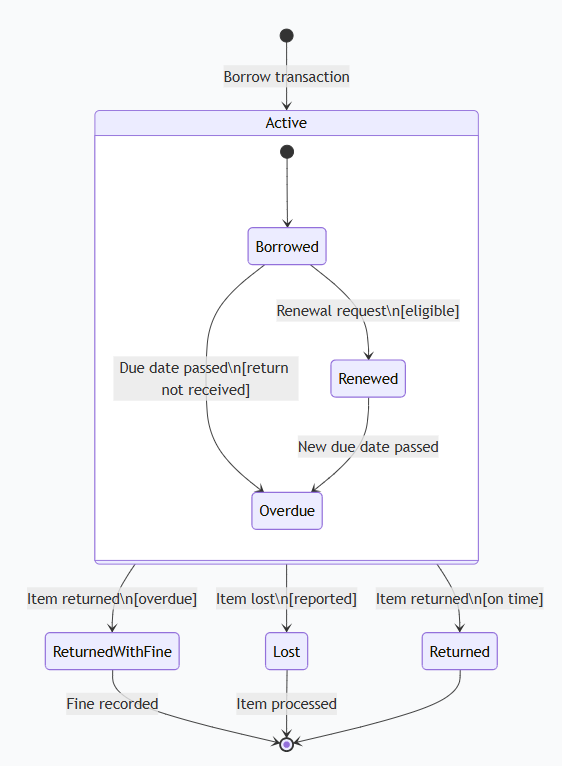 Borrow transaction
Active
Borrowed
Renewal request\n[eligible]
Due date passed\n[return
not received]
Renewed
New due date passed
Overdue
Item returned\n[overdue]
Item lost\n[reported]
Item returned\n[on time]
ReturnedWithFine
Lost
Returned
Fine recorded
Item processed